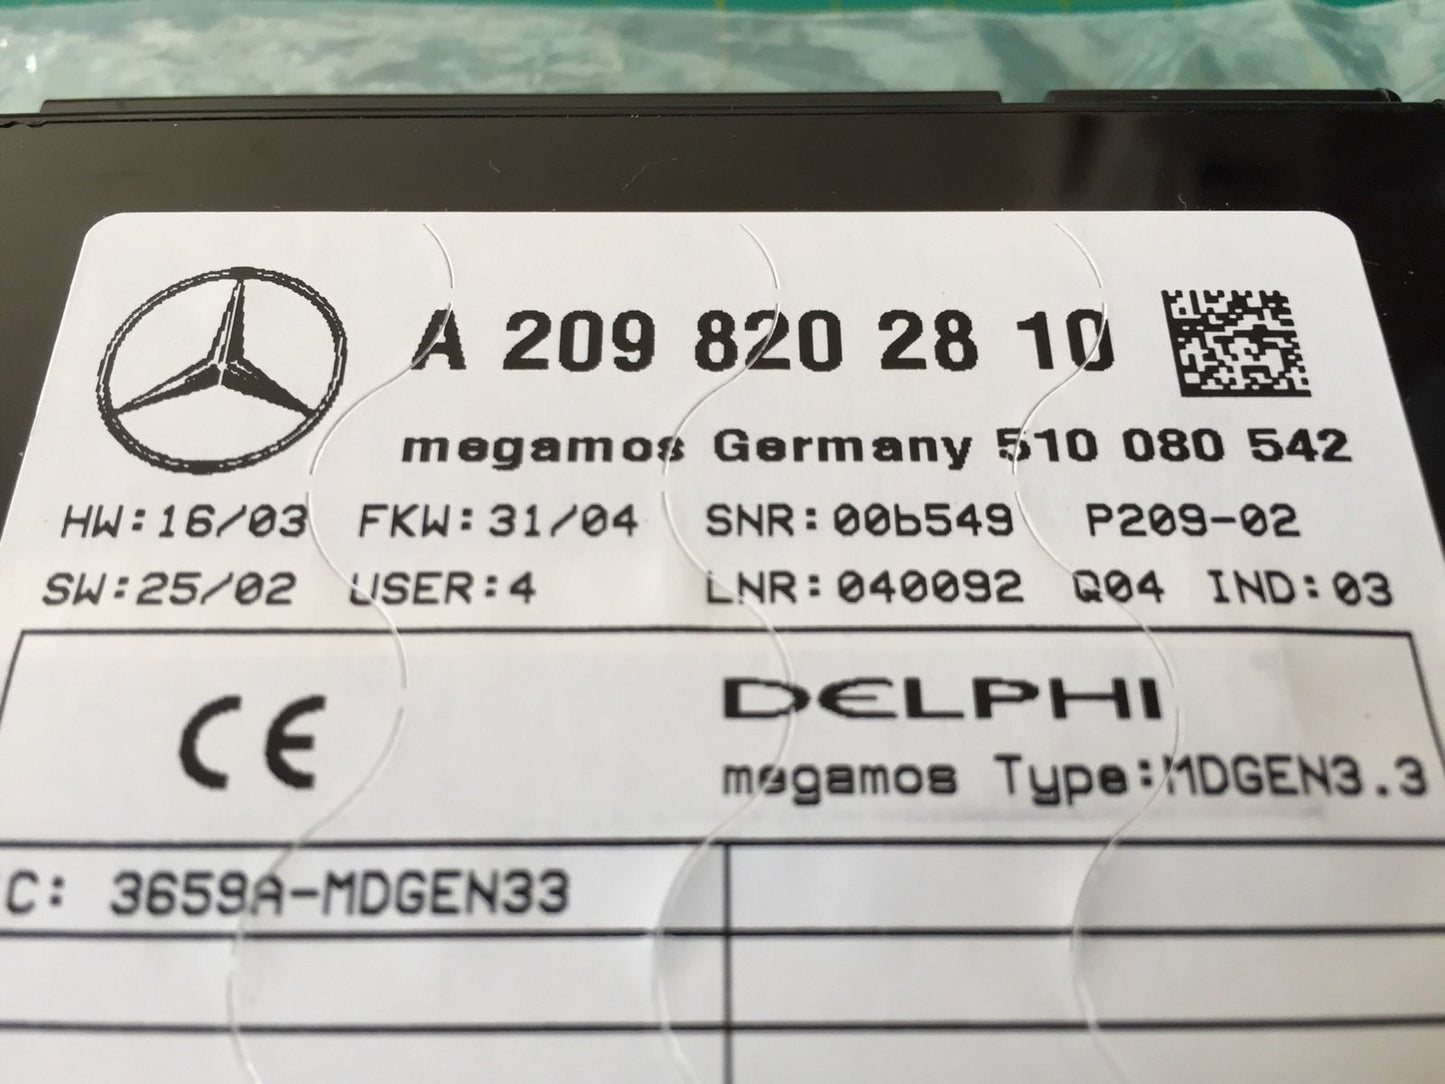 A 209 820 28 10
megamos Germany 510 080 542
HW:16/03 FKW:31/04 SNR:00b549 P209-02
SW:25/02 USER:4 LNR:040092 Q04 IND:03
CE DELPHI
megamos Type:MDGEN3.3
C: 3659A-MDGEN33